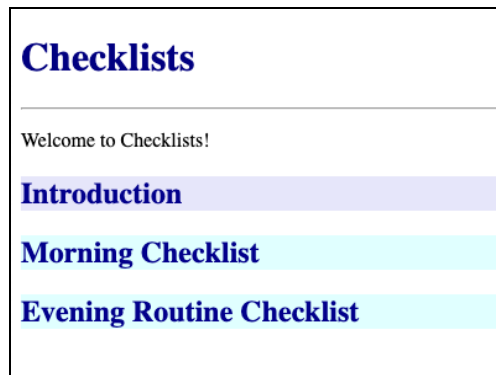 Checklists
Welcome to Checklists!
Introduction
Morning Checklist
Evening Routine Checklist